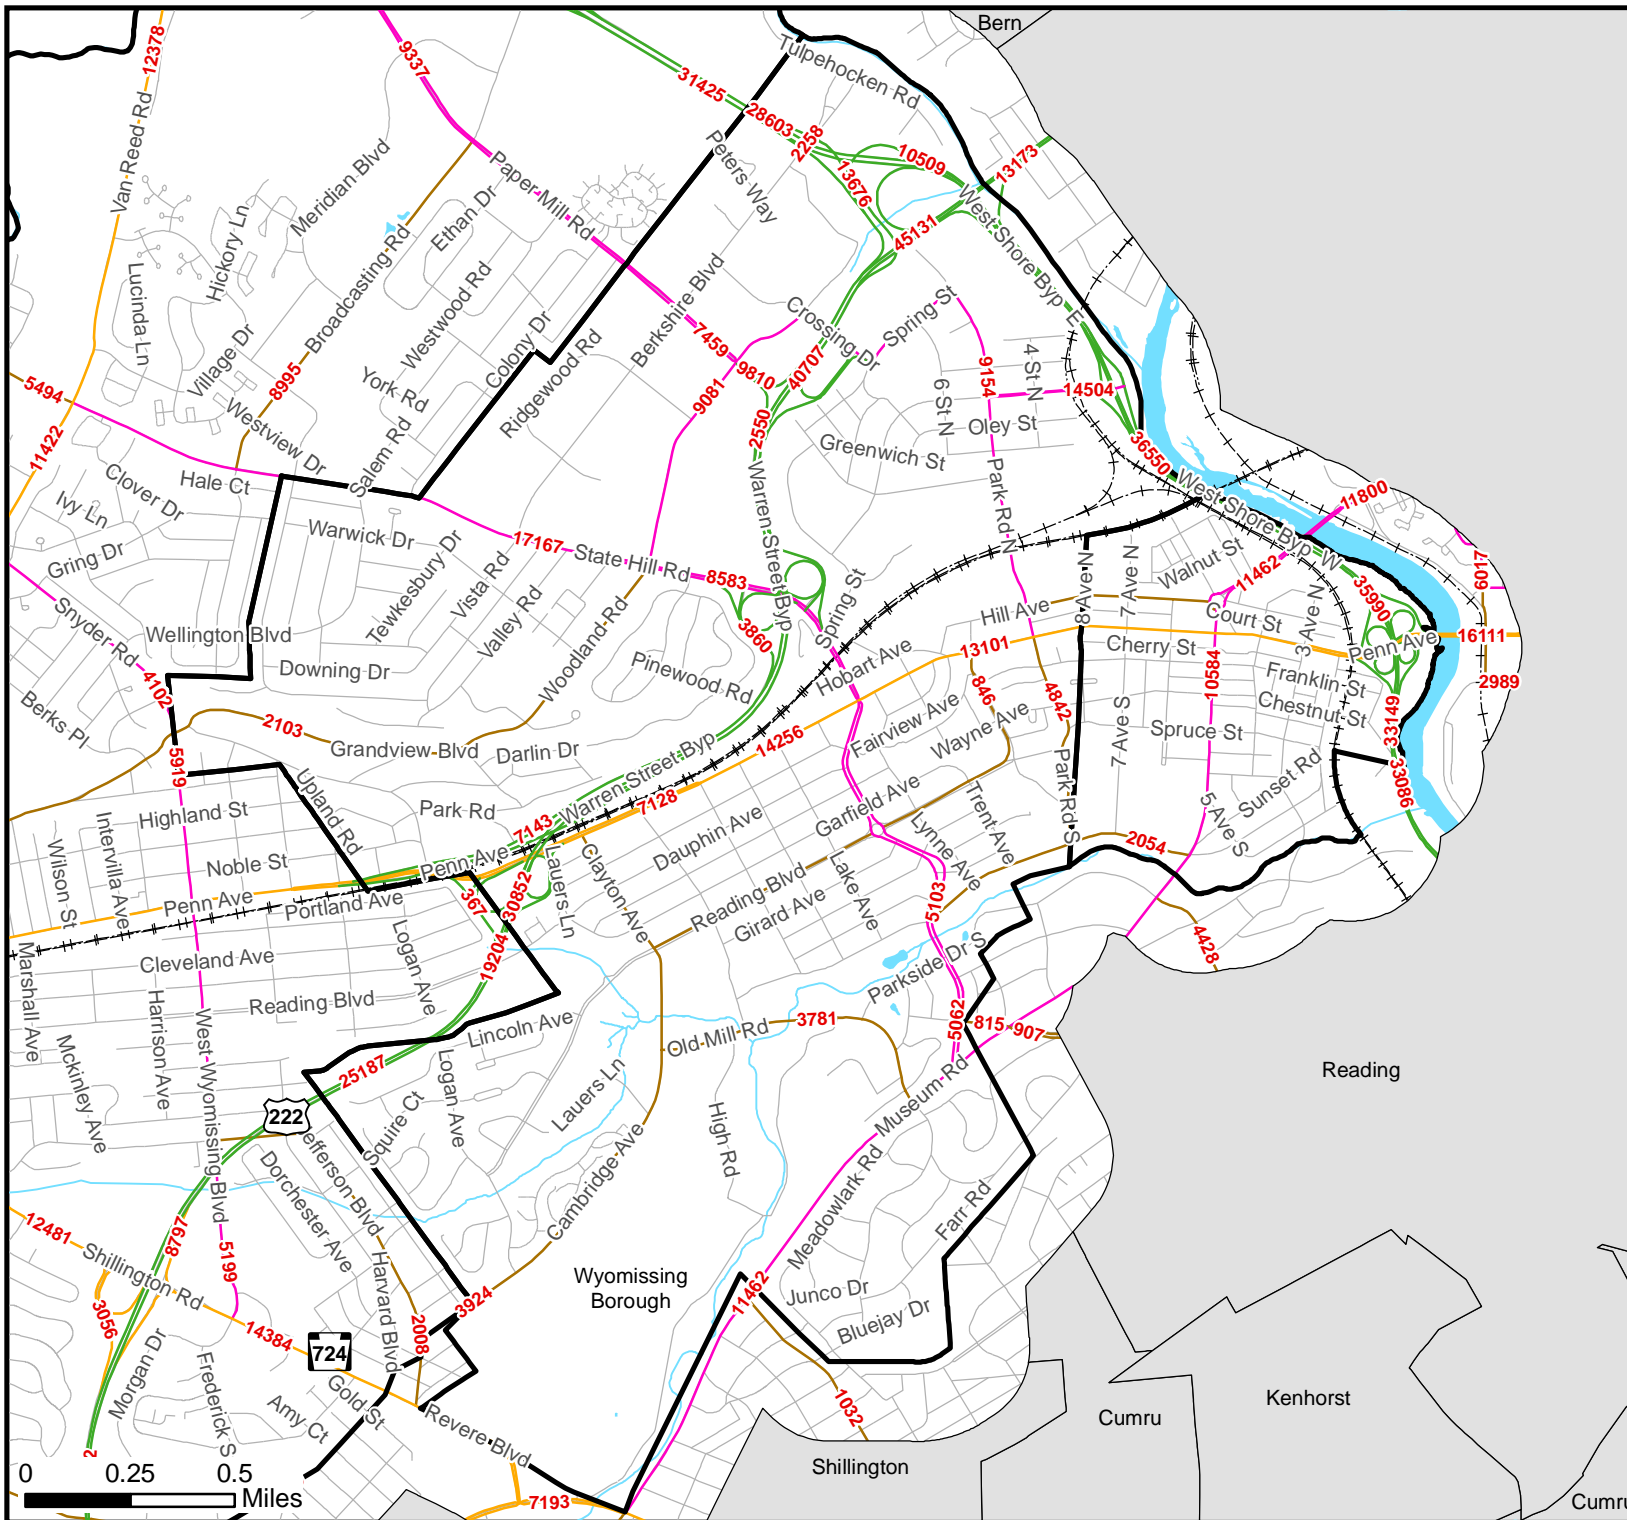 Bern
12378
9337
31425
Tulpehocken Rd
28603
2258
10509
13173
Van Reed Rd
Meridian Blvd
Paper Mill Rd
Peters Way
13676
45131
West Shore Byp E
Hickory Ln
Ethan Dr
Broadcasting Rd
Lucinda Ln
Westwood Rd
Berkshire Blvd
Crossing Dr
Spring St
Village Dr
Colony Dr
Ridgewood Rd
7459
9810
40707
9154
4 St N
14504
5494
8995
York Rd
9081
6 St N
Oley St
11422
Westview Dr
Salem Rd
2550
Greenwich St
36550
Clover Dr
Hale Ct
Park Rd N
West Shore Byp W
11800
Ivy Ln
Gring Dr
Warwick Dr
17167
State Hill Rd
8583
Warren Street Byp
Spring St
8 Ave N
7 Ave N
Walnut St
11462
6017
Tewkesbury Dr
Vista Rd
Valley Rd
Woodland Rd
3860
Hill Ave
Court St
3 Ave N
35990
Snyder Rd
Wellington Blvd
Downing Dr
Pinewood Rd
Hobart Ave
13101
Cherry St
Penn Ave
16111
4102
Berks Pl
846
4842
10584
Franklin St
Chestnut St
2989
2103
Grandview Blvd
Darlin Dr
14256
Fairview Ave
Wayne Ave
7 Ave S
Spruce St
33149
5919
Warren Street Byp
Park Rd S
Sunset Rd
33086
Highland St
Upland Rd
Park Rd
7143
7128
Dauphin Ave
Garfield Ave
Trent Ave
5 Ave S
Intervilla Ave
Wilson St
Noble St
Penn Ave
Lauers Ln
Clayton Ave
Lynne Ave
2054
Penn Ave
Portland Ave
367
30852
Reading Blvd
Girard Ave
Lake Ave
5103
4428
Marshall Ave
Cleveland Ave
Logan Ave
19204
Parkside Dr S
Harrison Ave
Reading Blvd
Lincoln Ave
Old Mill Rd
3781
5062
815
907
Mckinley Ave
West Wyomissing Blvd
25187
222
Logan Ave
Squire Ct
Lauers Ln
High Rd
Museum Rd
Reading
Jefferson Blvd
Dorchester Ave
Cambridge Ave
Meadowlark Rd
Farr Rd
12481
Shillington Rd
8797
5199
Harvard Blvd
3924
Wyomissing
Borough
11462
Junco Dr
Bluejay Dr
3056
14384
2008
724
Morgan Dr
Frederick S
Gold St
Amy Ct
Revere Blvd
1032
Kenhorst
Cumru
Shillington
2
0
0.25
0.5
Miles
7193
Cumru